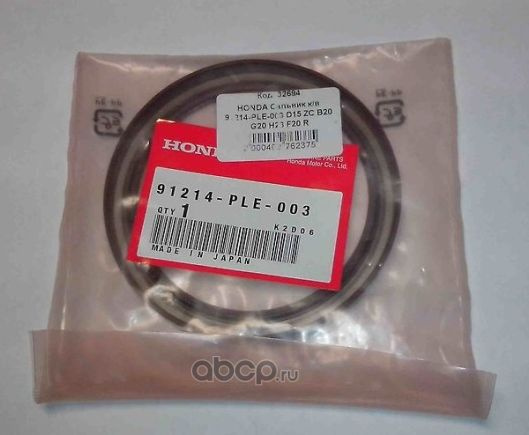 Код. 32694
HONDA Сальник к/в
91214-PLE-003 D15 ZC B20
G20 H23 F20 R
762375
HONDA
PARTS
Honda Motor Co., Ltd.
91214-PLE-003
QTY 1
K2D06
MADE IN JAPAN
abcp.ru